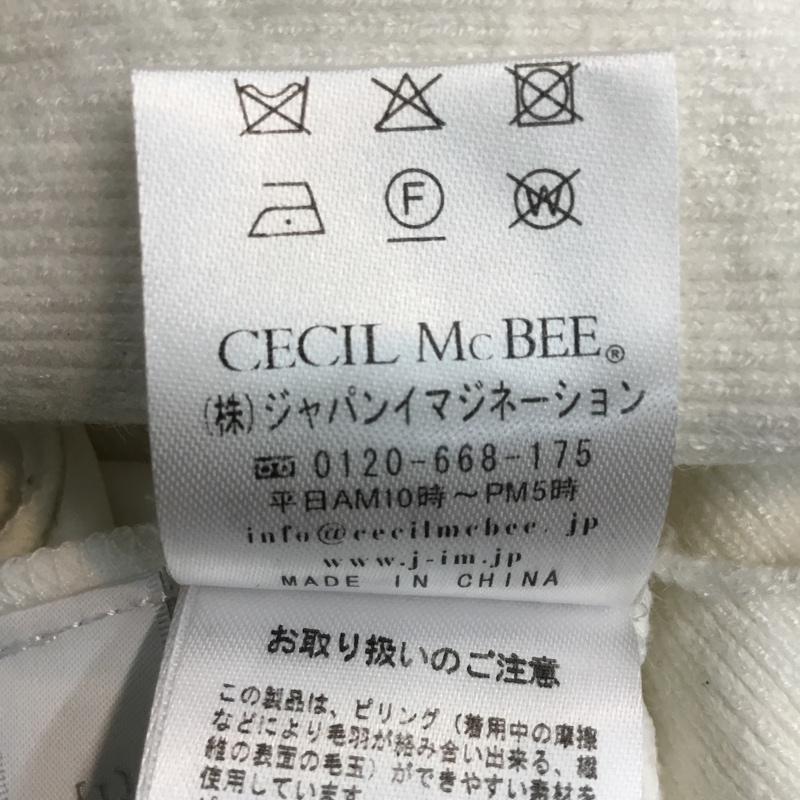 F
W
CECIL McBEE®
(株)ジャパンイマジネーション
0120-668-175
平日AM10時～PM5時
info@cecilmcbee.jp
www.j-im.jp
MADE IN CHINA
お取り扱いのご注意
この製品は、ピリング（着用中の摩擦
などにより毛羽が絡み合い出来る、繊
維の表面の毛玉）ができやすい素材を
使用しています。